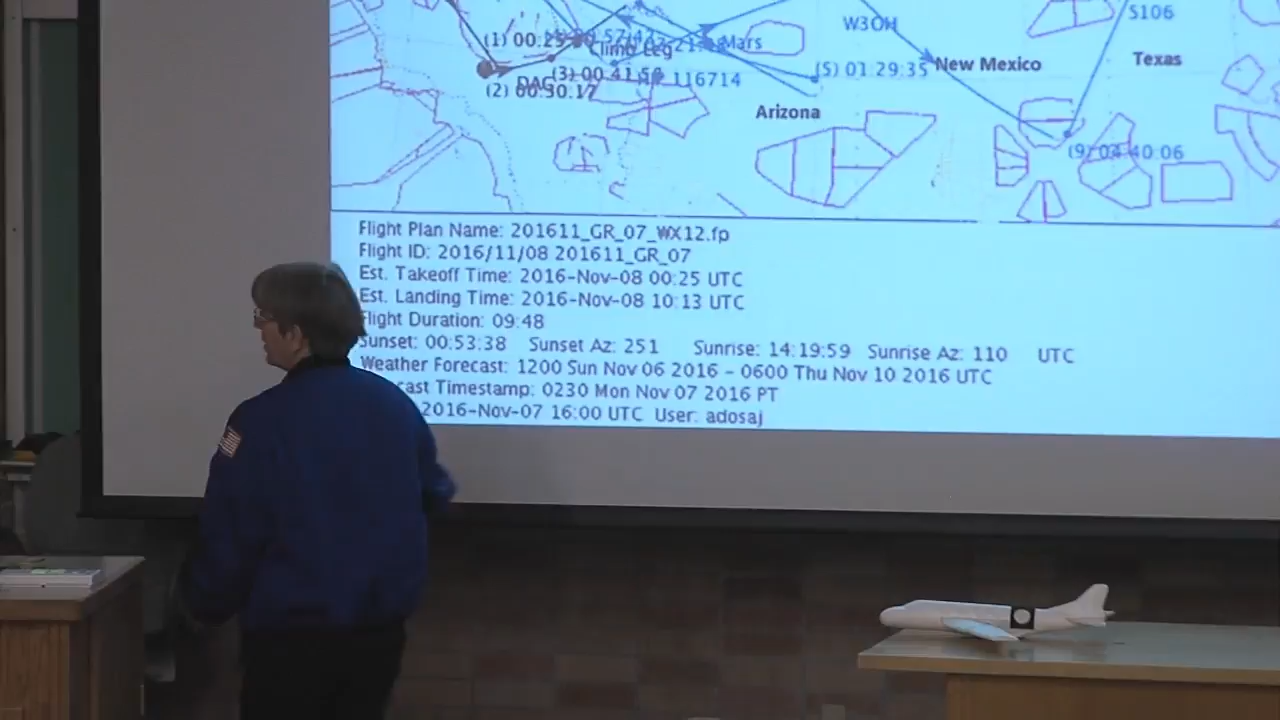 W3OH
S106
(1) 00:25
Climb Leg
Mars
(S) 01:29:35
New Mexico
Texas
DAG
(3) 00:41:50
116714
(2) 00:30:17
Arizona
(9) 04:40:06
Flight Plan Name: 201611_GR_07_WX12.fp
Flight ID: 2016/11/08 201611_GR_07
Est. Takeoff Time: 2016-Nov-08 00:25 UTC
Est. Landing Time: 2016-Nov-08 10:13 UTC
Flight Duration: 09:48
Sunset: 00:53:38 Sunset Az: 251 Sunrise: 14:19:59 Sunrise Az: 110 UTC
Weather Forecast: 1200 Sun Nov 06 2016 - 0600 Thu Nov 10 2016 UTC
cast Timestamp: 0230 Mon Nov 07 2016 PT
2016-Nov-07 16:00 UTC User: adosaj